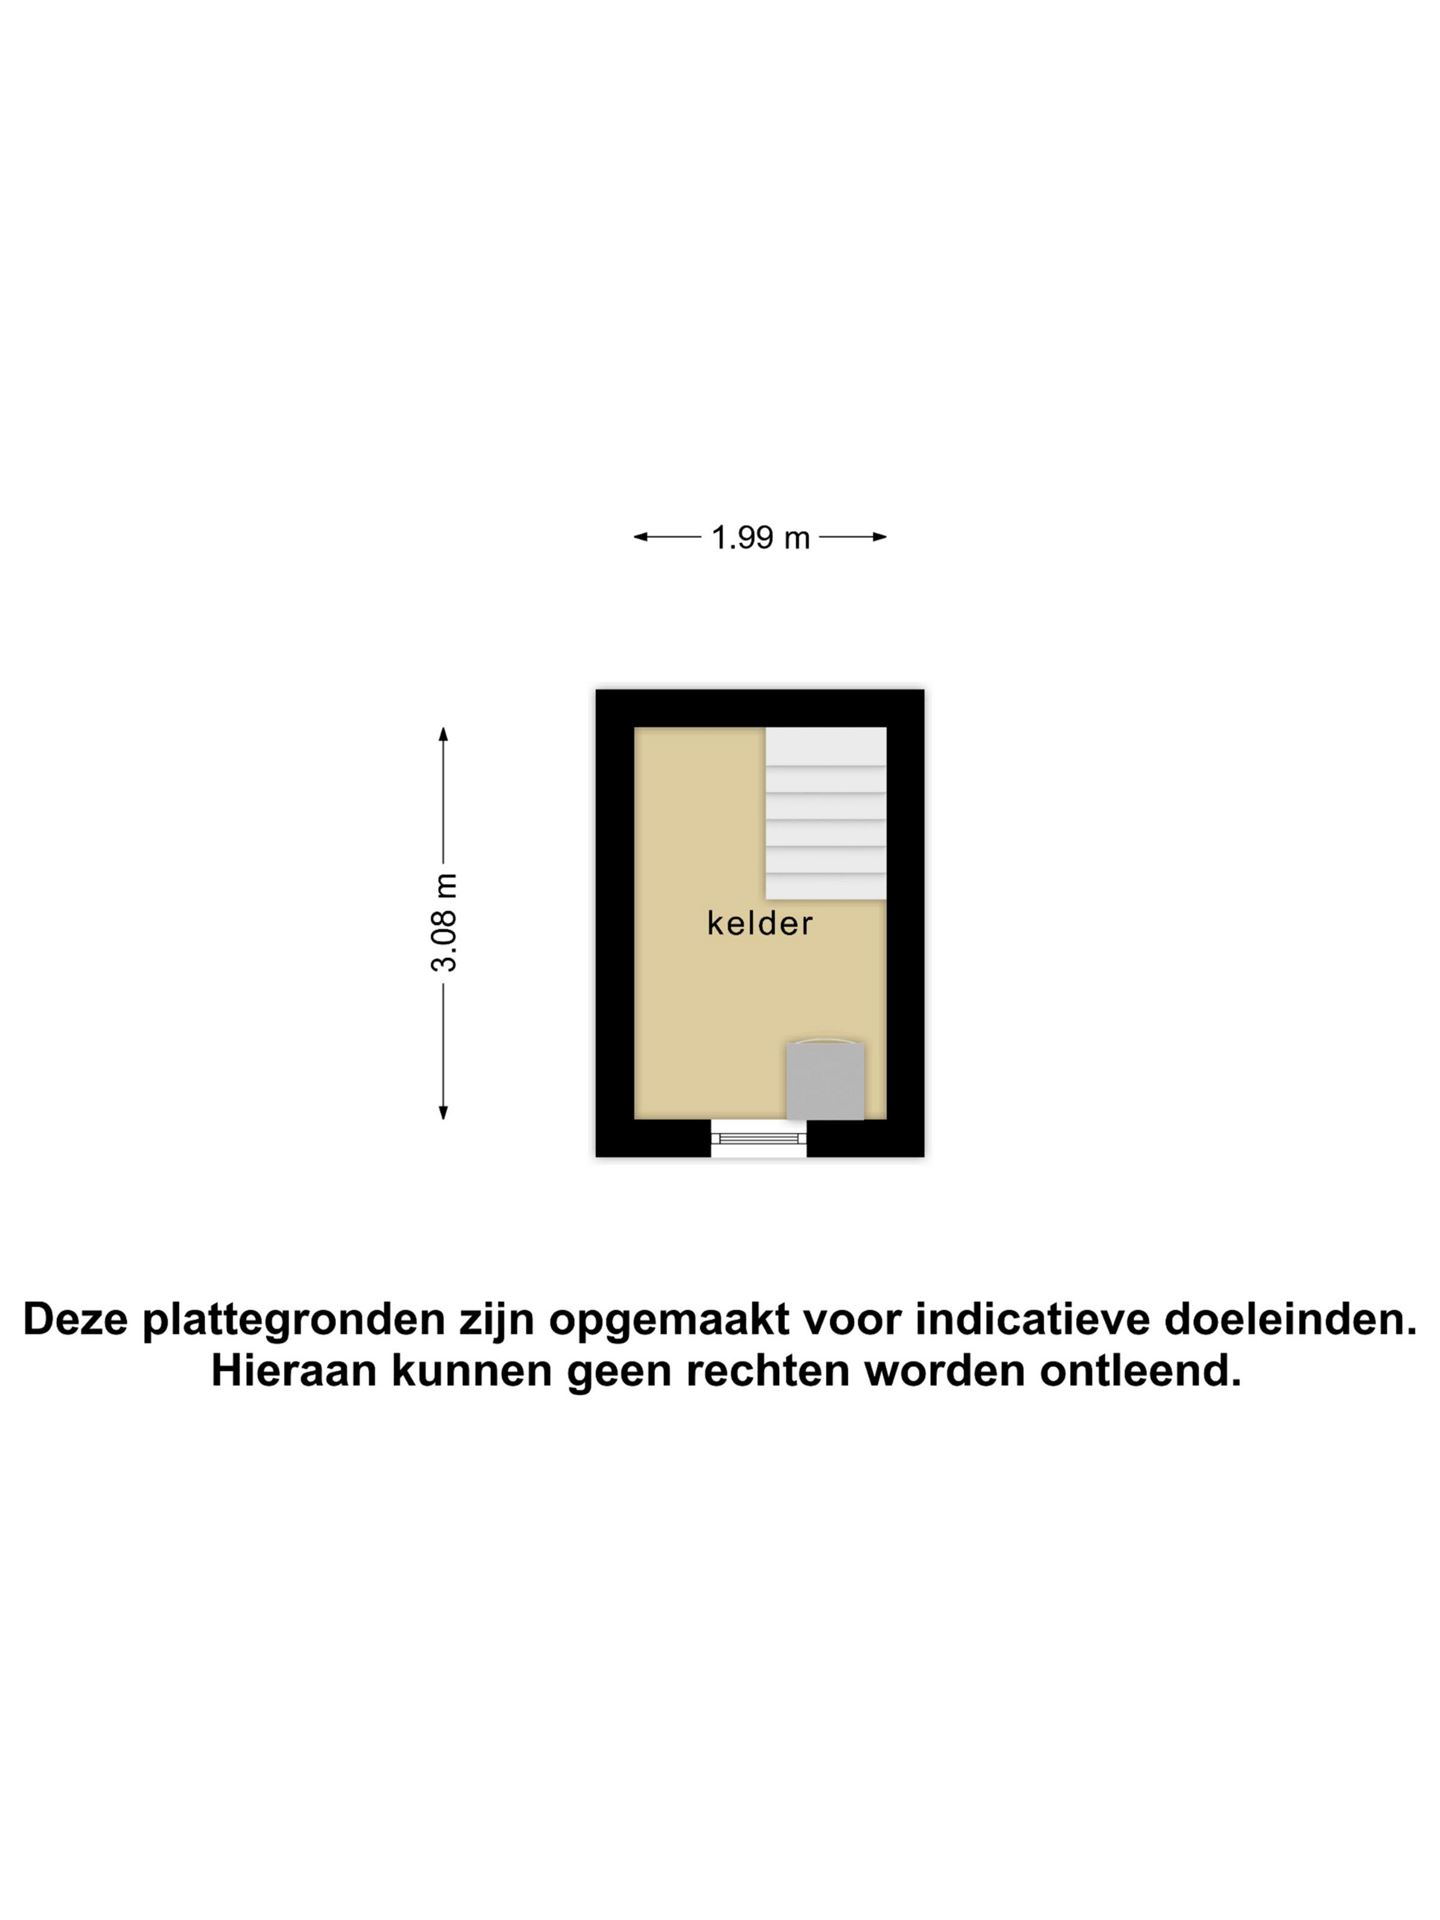 1.99 m
3.08 m
kelder
Deze plattegronden zijn opgemaakt voor indicatieve doeleinden.
Hieraan kunnen geen rechten worden ontleend.